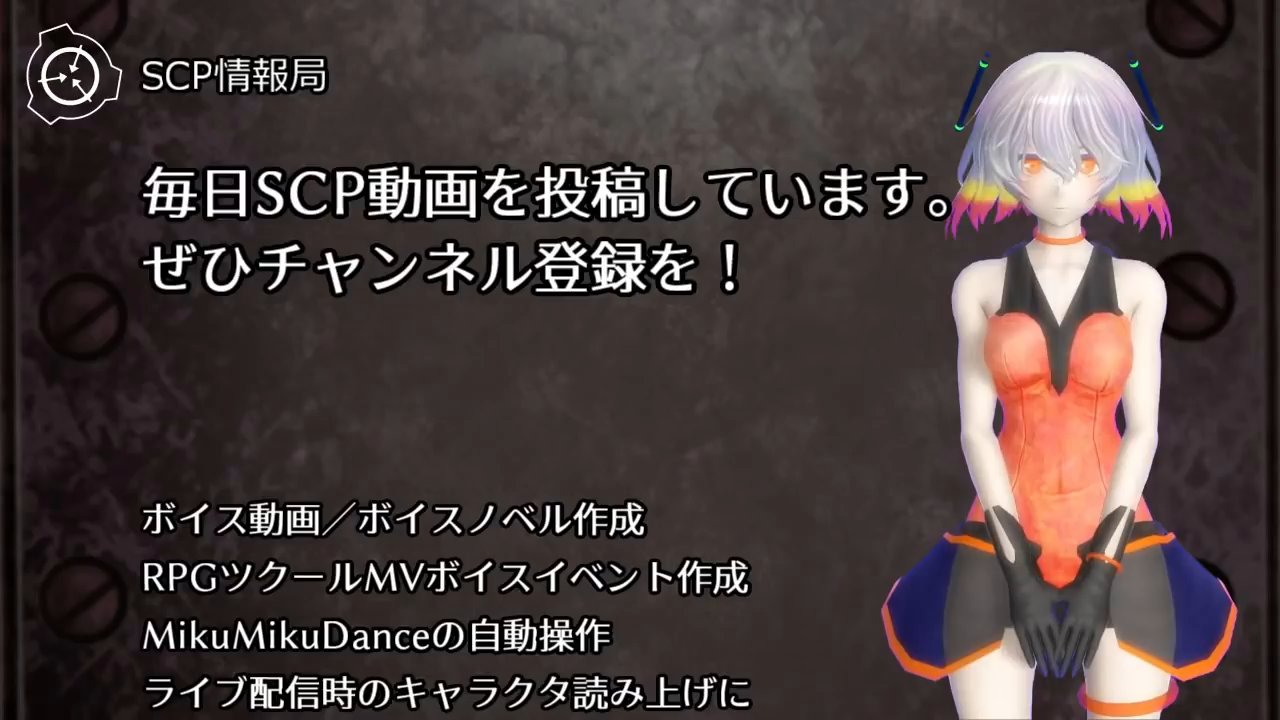 SCP情報局
毎日SCP動画を投稿しています。
ぜひチャンネル登録を！
ボイス動画／ボイスノベル作成
RPGツクールMVボイスイベント作成
MikuMikuDanceの自動操作
ライブ配信時のキャラクタ読み上げに